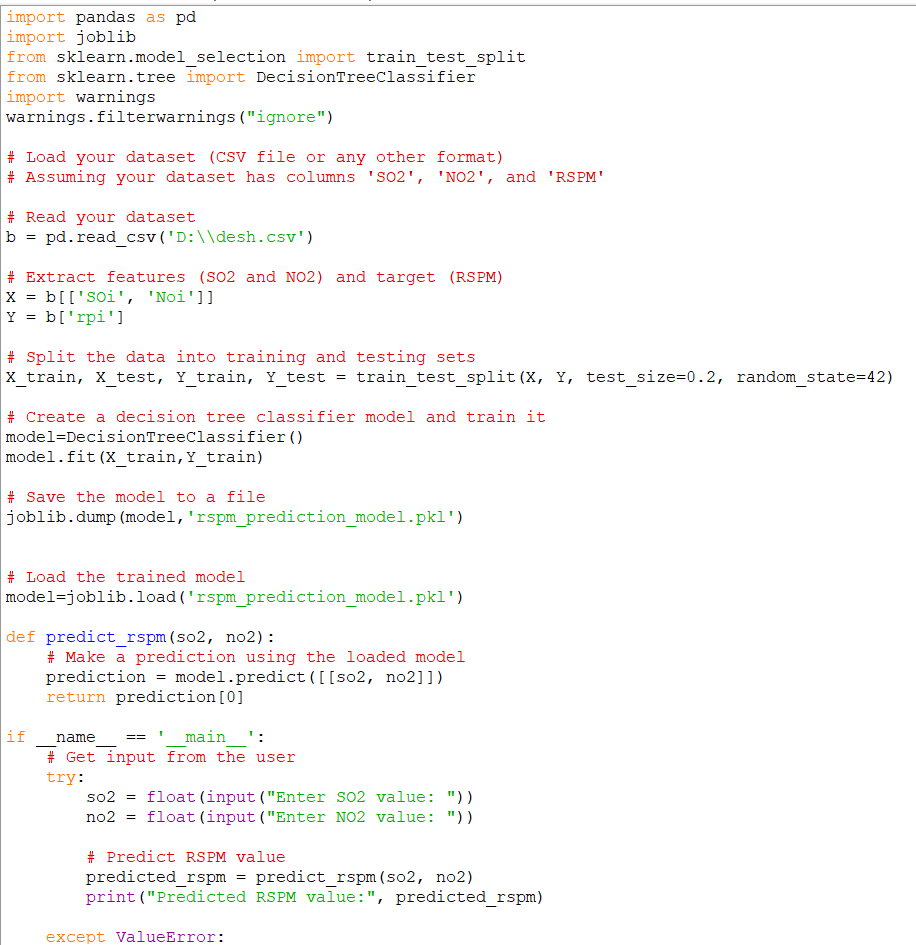 import pandas as pd
import joblib
from sklearn.model_selection import train_test_split
from sklearn.tree import DecisionTreeClassifier
import warnings
warnings.filterwarnings("ignore")
# Load your dataset (CSV file or any other format)
# Assuming your dataset has columns 'SO2', 'NO2', and 'RSPM'
# Read your dataset
b = pd.read_csv('D:\\desh.csv')
# Extract features (SO2 and NO2) and target (RSPM)
X = b[['SOi', 'Noi']]
Y = b['rpi']
# Split the data into training and testing sets
X_train, X_test, Y_train, Y_test = train_test_split(X, Y, test_size=0.2, random_state=42)
# Create a decision tree classifier model and train it
model=DecisionTreeClassifier()
model.fit(X_train,Y_train)
# Save the model to a file
joblib.dump(model,'rspm_prediction_model.pkl')
# Load the trained model
model=joblib.load('rspm_prediction_model.pkl')
def predict_rspm(so2, no2):
    # Make a prediction using the loaded model
    prediction = model.predict([[so2, no2]])
    return prediction[0]
if __name__ == '__main__':
    # Get input from the user
    try:
        so2 = float(input("Enter SO2 value: "))
        no2 = float(input("Enter NO2 value: "))
        # Predict RSPM value
        predicted_rspm = predict_rspm(so2, no2)
        print("Predicted RSPM value:", predicted_rspm)
    except ValueError: